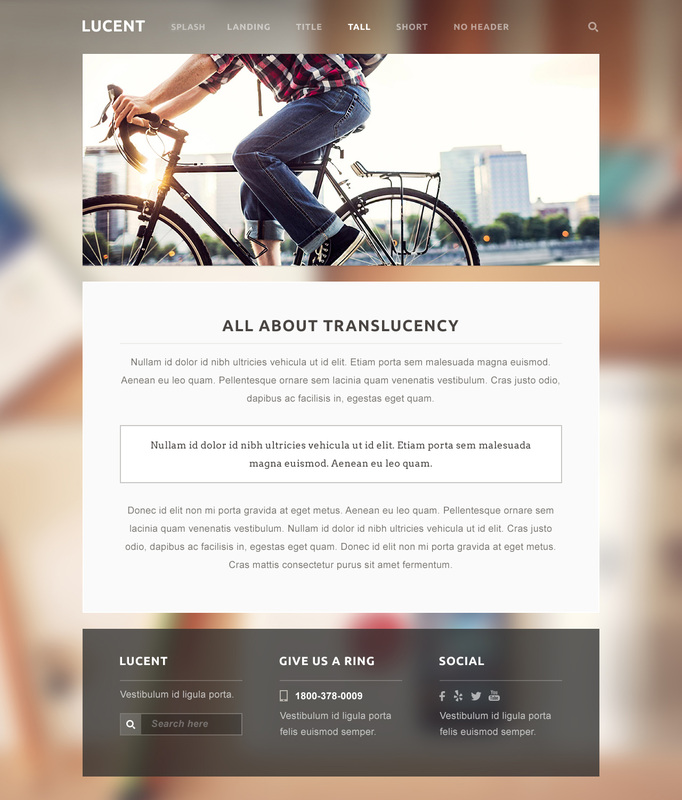 LUCENT SPLASH LANDING TITLE TALL SHORT NO HEADER
ALL ABOUT TRANSLUCENCY
Nullam id dolor id nibh ultricies vehicula ut id elit. Etiam porta sem malesuada magna euismod.
Aenean eu leo quam. Pellentesque ornare sem lacinia quam venenatis vestibulum. Cras justo odio,
dapibus ac facilisis in, egestas eget quam.
Nullam id dolor id nibh ultricies vehicula ut id elit. Etiam porta sem malesuada
magna euismod. Aenean eu leo quam.
Donec id elit non mi porta gravida at eget metus. Aenean eu leo quam. Pellentesque ornare sem
lacinia quam venenatis vestibulum. Nullam id dolor id nibh ultricies vehicula ut id elit. Cras justo
odio, dapibus ac facilisis in, egestas eget quam. Donec id elit non mi porta gravida at eget metus.
Cras mattis consectetur purus sit amet fermentum.
LUCENT
Vestibulum id ligula porta.
Search here
GIVE US A RING
1800-378-0009
Vestibulum id ligula porta
felis euismod semper.
SOCIAL
You Tube
Vestibulum id ligula porta
felis euismod semper.